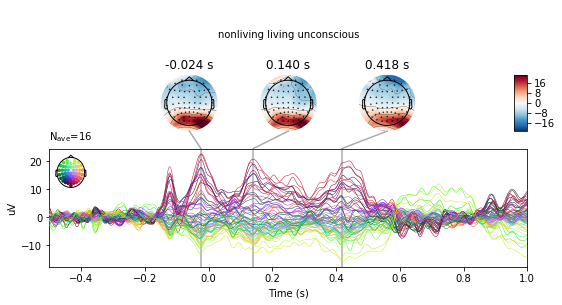 nonliving living unconscious
-0.024 s 0.140 s 0.418 s
16
8
0
−8
−16
Nave=16
20
10
0
−10
uV
−0.4 −0.2 0.0 0.2 0.4 0.6 0.8 1.0
Time (s)